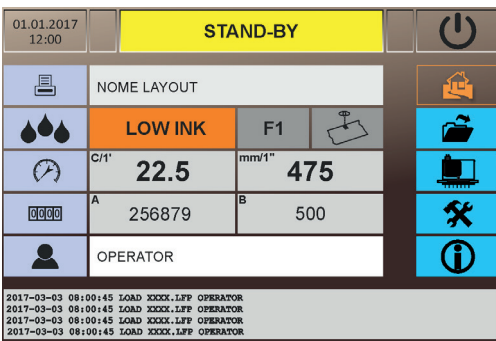 01.01.2017
12:00
STAND-BY
NOME LAYOUT
LOW INK
F1
C/1'
22.5
mm/1"
475
0000
A
256879
B
500
OPERATOR
2017-03-03 08:00:45 LOAD XXXX.LFP OPERATOR
2017-03-03 08:00:45 LOAD XXXX.LFP OPERATOR
2017-03-03 08:00:45 LOAD XXXX.LFP OPERATOR
2017-03-03 08:00:45 LOAD XXXX.LFP OPERATOR